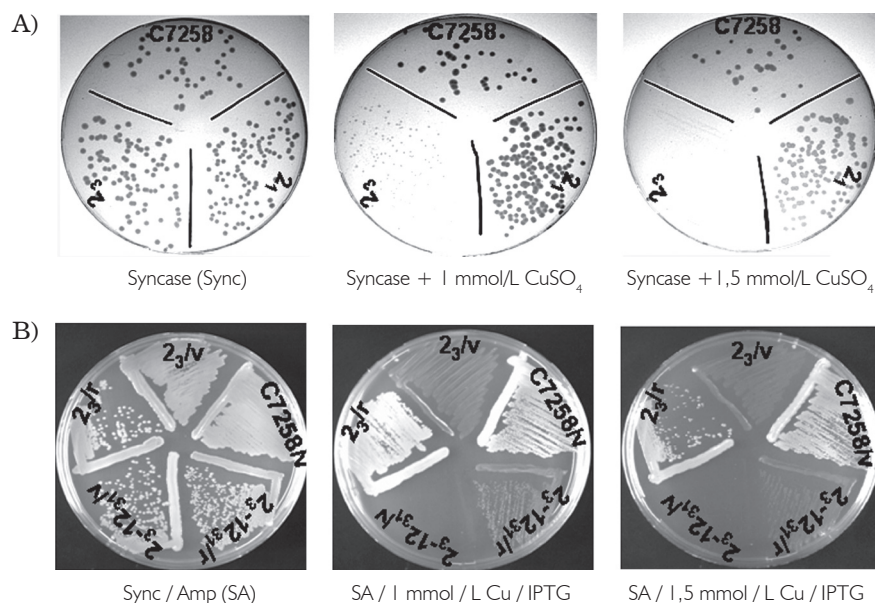 A)
C7258
2₃
2₁
C7258
2₃
2₁
C7258
2₃
2₁
Syncase (Sync)
Syncase + 1 mmol/L CuSO₄
Syncase +1,5 mmol/L CuSO₄
B)
2₃/v
C7258/v
2₃/r
2₃-12₃₁/v
2₃-12₃₁/r
2₃/v
C7258/v
2₃/r
2₃-12₃₁/v
2₃-12₃₁/r
2₃/v
C7258/v
2₃/r
2₃-12₃₁/v
2₃-12₃₁/r
Sync / Amp (SA)
SA / 1 mmol / L Cu / IPTG
SA / 1,5 mmol / L Cu / IPTG